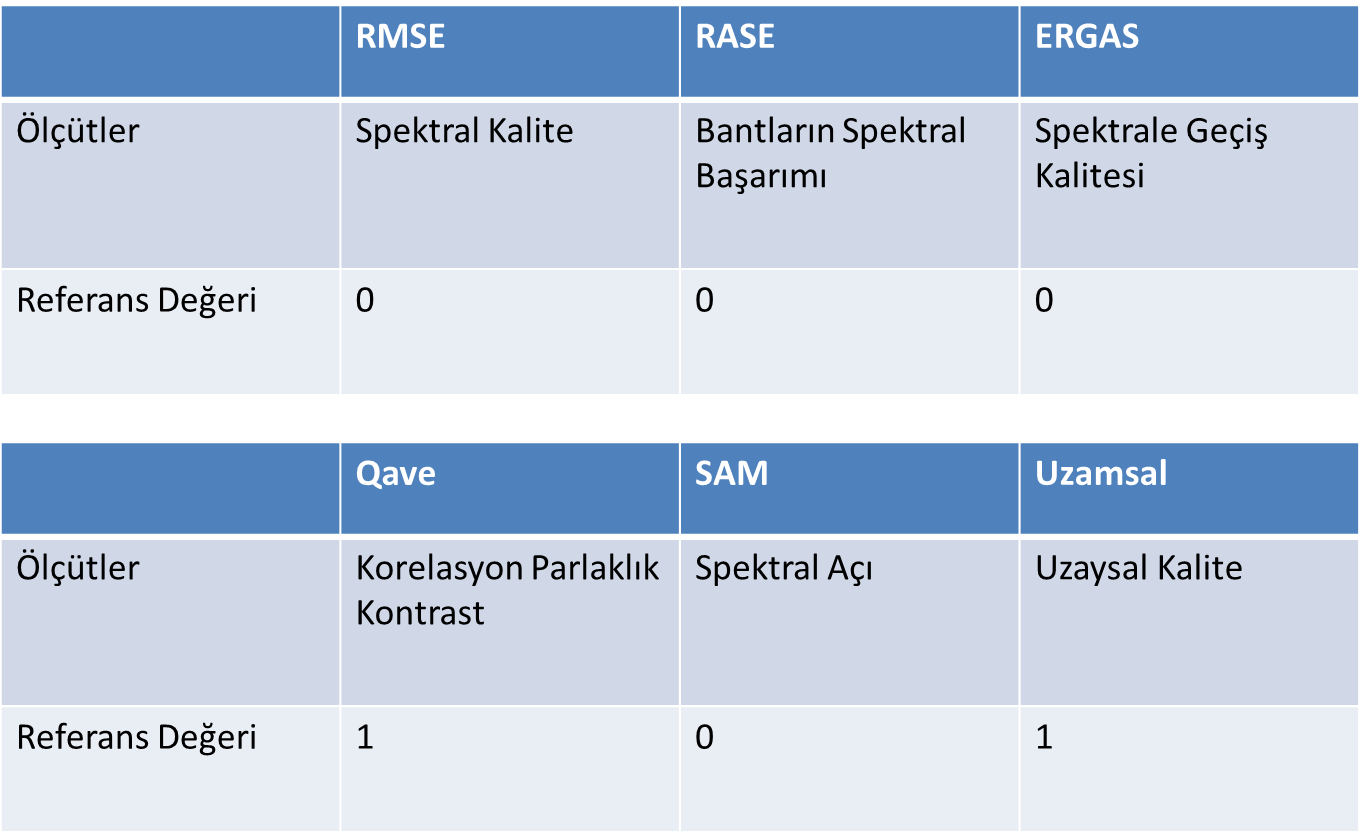 RMSE RASE ERGAS
Ölçütler Spektral Kalite Bantların Spektral Spektrale Geçiş
Başarımı Kalitesi
Referans Değeri 0 0 0
Qave SAM Uzamsal
Ölçütler Korelasyon Parlaklık Spektral Açı Uzaysal Kalite
Kontrast
Referans Değeri 1 0 1